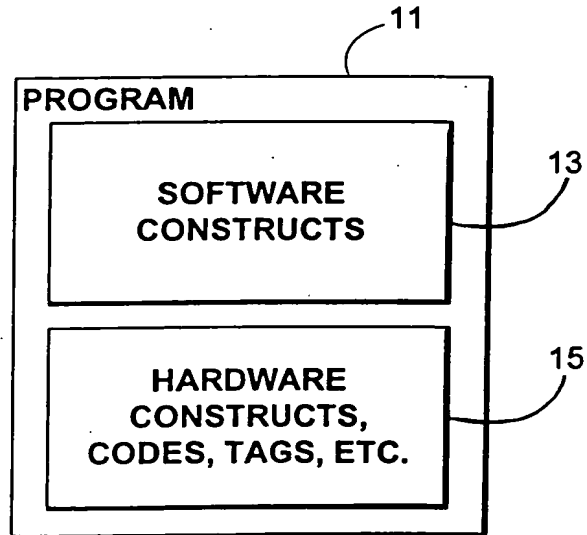 11
PROGRAM
SOFTWARE
CONSTRUCTS
13
HARDWARE
CONSTRUCTS,
CODES, TAGS, ETC.
15